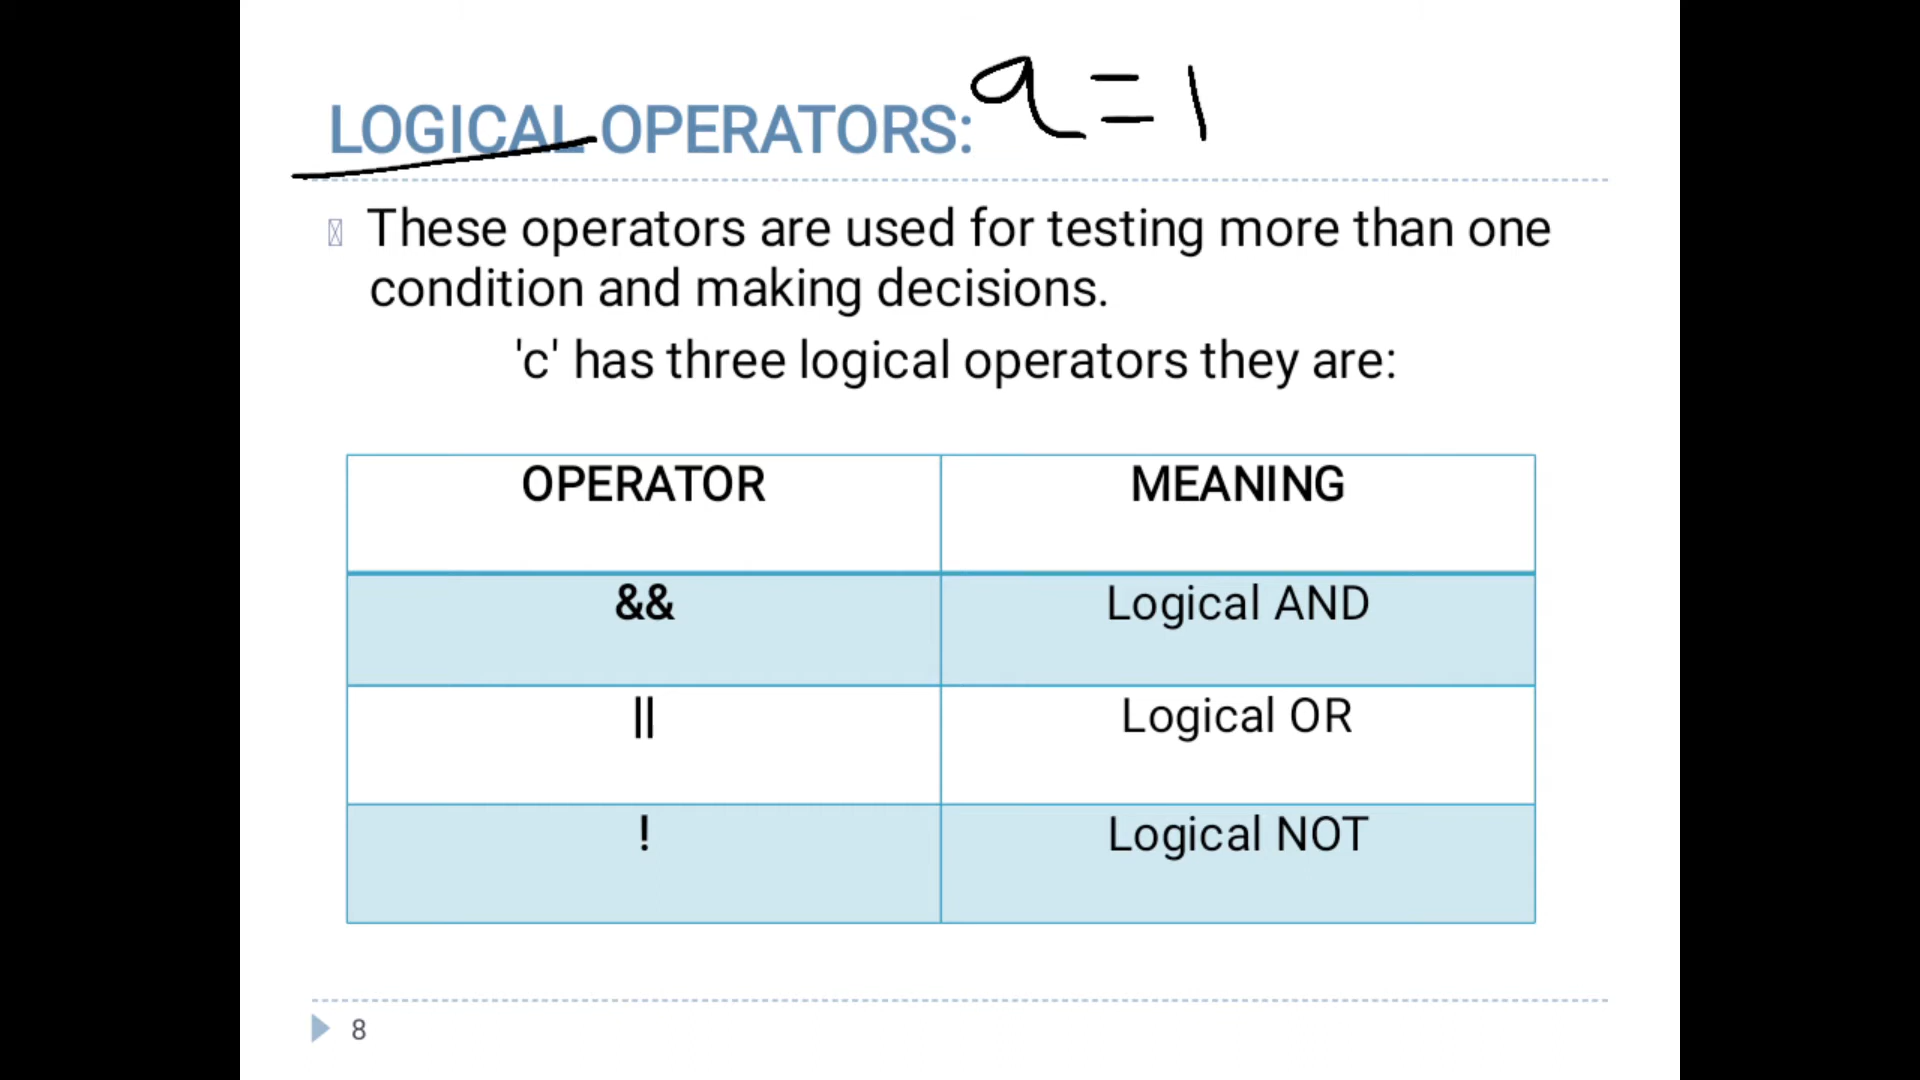 LOGICAL OPERATORS: a = 1
These operators are used for testing more than one
condition and making decisions.
'c' has three logical operators they are:
OPERATOR MEANING
&& Logical AND
|| Logical OR
! Logical NOT
8